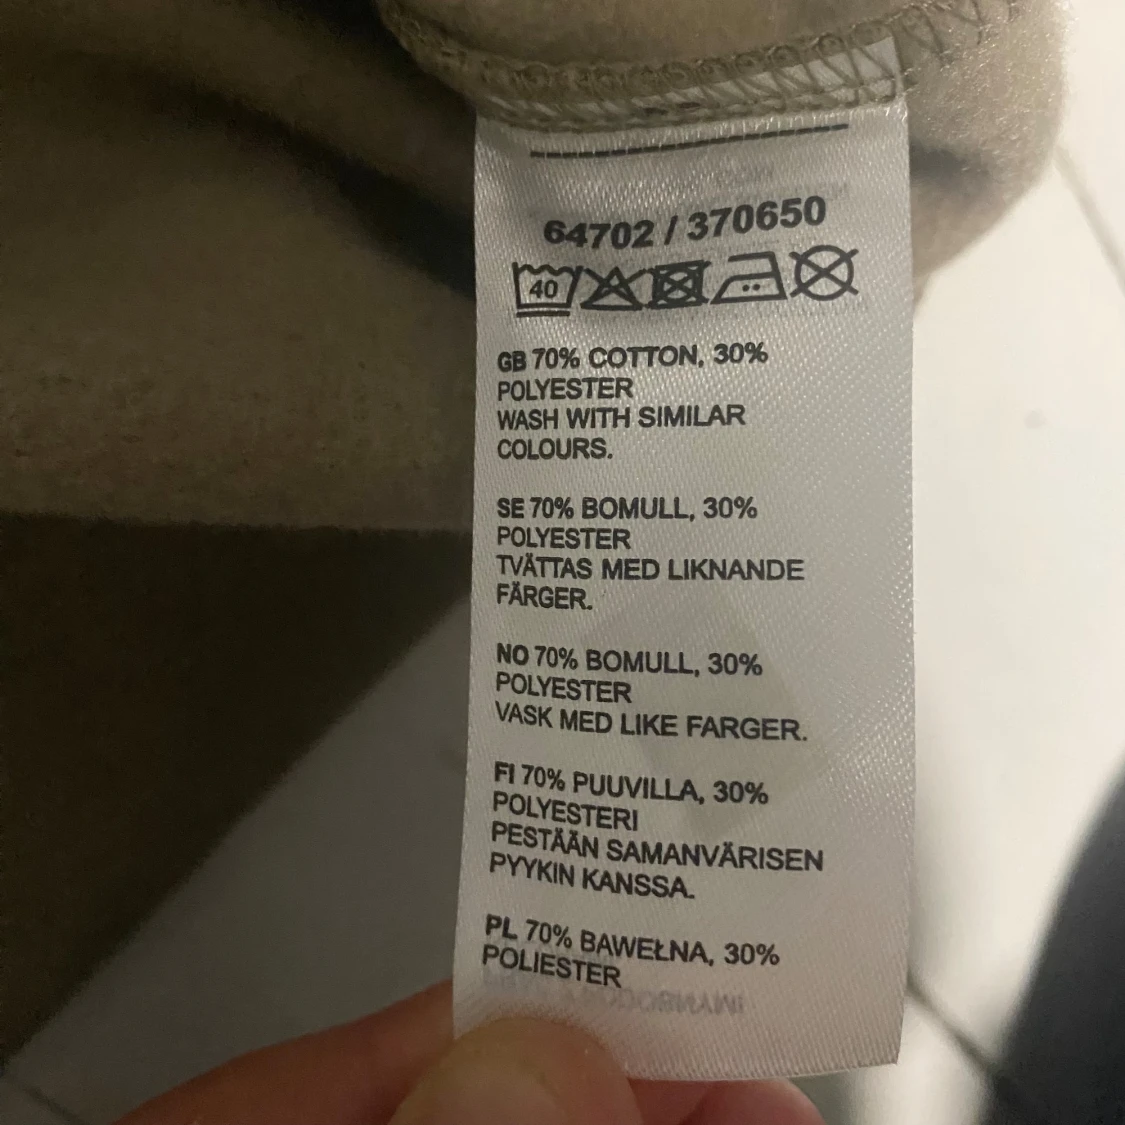 64702 / 370650
40
GB 70% COTTON, 30%
POLYESTER
WASH WITH SIMILAR
COLOURS.
SE 70% BOMULL, 30%
POLYESTER
TVÄTTAS MED LIKNANDE
FÄRGER.
NO 70% BOMULL, 30%
POLYESTER
VASK MED LIKE FARGER.
FI 70% PUUVILLA, 30%
POLYESTERI
PESTÄÄN SAMANVÄRISEN
PYYKIN KANSSA.
PL 70% BAWEŁNA, 30%
POLIESTER